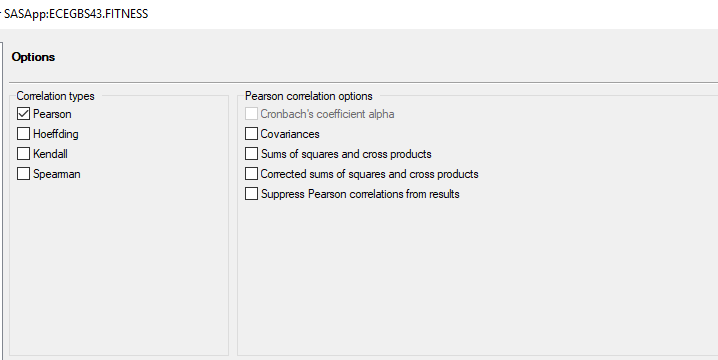 SASApp:ECEGBS43.FITNESS
Options
Correlation types
Pearson
Hoeffding
Kendall
Spearman
Pearson correlation options
Cronbach's coefficient alpha
Covariances
Sums of squares and cross products
Corrected sums of squares and cross products
Suppress Pearson correlations from results